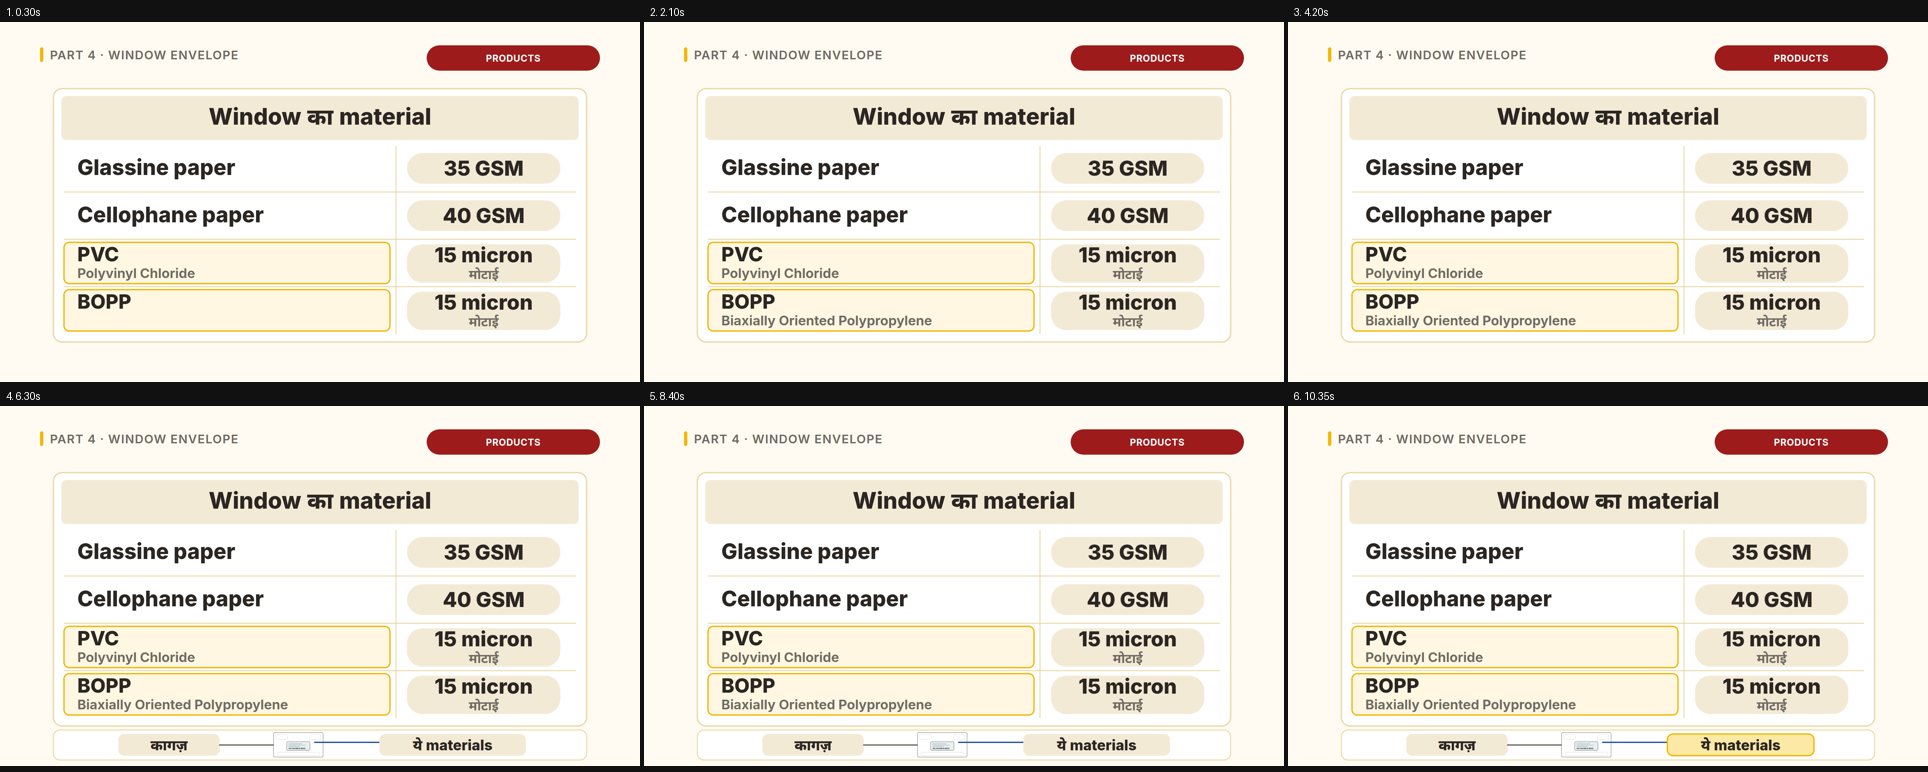 1. 0.30s
PART 4 · WINDOW ENVELOPE
PRODUCTS
Window का material
Glassine paper
35 GSM
Cellophane paper
40 GSM
PVC
Polyvinyl Chloride
15 micron
मोटाई
BOPP
15 micron
मोटाई
2. 2.10s
PART 4 · WINDOW ENVELOPE
PRODUCTS
Window का material
Glassine paper
35 GSM
Cellophane paper
40 GSM
PVC
Polyvinyl Chloride
15 micron
मोटाई
BOPP
Biaxially Oriented Polypropylene
15 micron
मोटाई
3. 4.20s
PART 4 · WINDOW ENVELOPE
PRODUCTS
Window का material
Glassine paper
35 GSM
Cellophane paper
40 GSM
PVC
Polyvinyl Chloride
15 micron
मोटाई
BOPP
Biaxially Oriented Polypropylene
15 micron
मोटाई
4. 6.30s
PART 4 · WINDOW ENVELOPE
PRODUCTS
Window का material
Glassine paper
35 GSM
Cellophane paper
40 GSM
PVC
Polyvinyl Chloride
15 micron
मोटाई
BOPP
Biaxially Oriented Polypropylene
15 micron
मोटाई
कागज़
ये materials
5. 8.40s
PART 4 · WINDOW ENVELOPE
PRODUCTS
Window का material
Glassine paper
35 GSM
Cellophane paper
40 GSM
PVC
Polyvinyl Chloride
15 micron
मोटाई
BOPP
Biaxially Oriented Polypropylene
15 micron
मोटाई
कागज़
ये materials
6. 10.35s
PART 4 · WINDOW ENVELOPE
PRODUCTS
Window का material
Glassine paper
35 GSM
Cellophane paper
40 GSM
PVC
Polyvinyl Chloride
15 micron
मोटाई
BOPP
Biaxially Oriented Polypropylene
15 micron
मोटाई
कागज़
ये materials